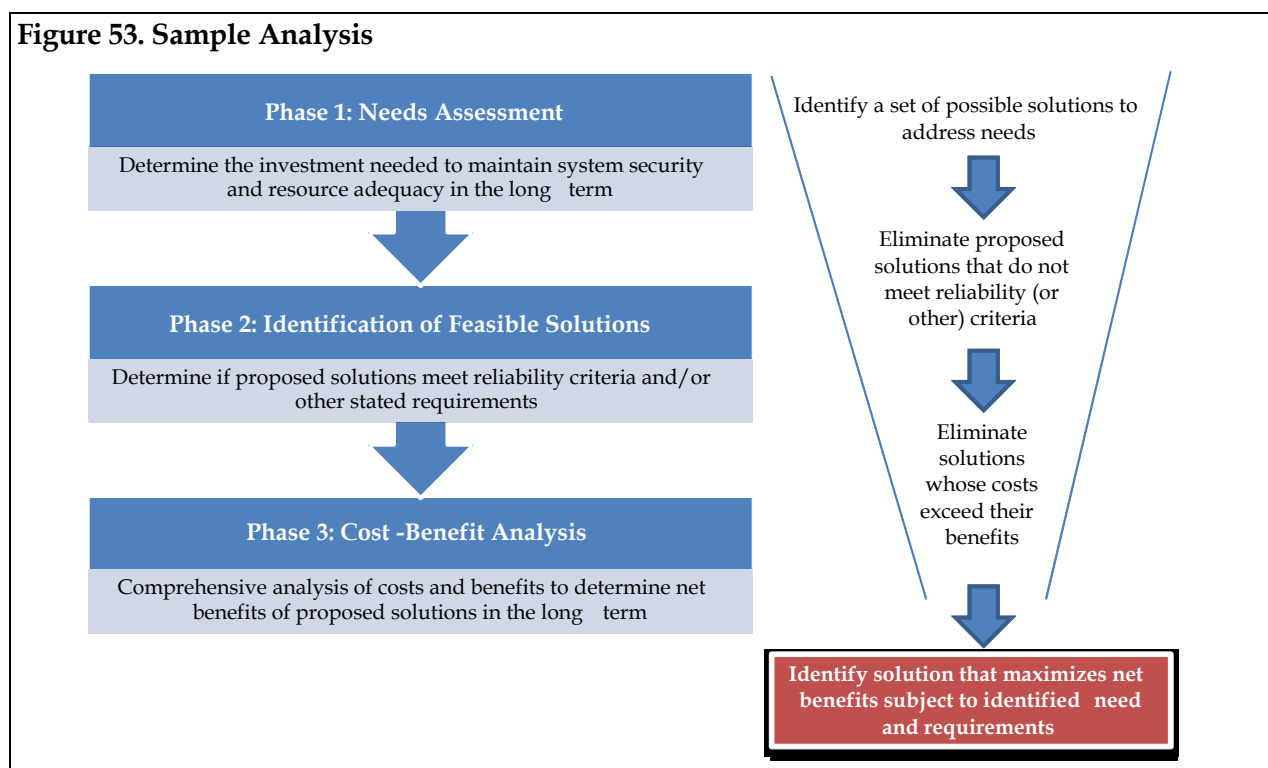 Figure 53. Sample Analysis
Phase 1: Needs Assessment
Determine the investment needed to maintain system security
and resource adequacy in the long term
Phase 2: Identification of Feasible Solutions
Determine if proposed solutions meet reliability criteria and/or
other stated requirements
Phase 3: Cost -Benefit Analysis
Comprehensive analysis of costs and benefits to determine net
benefits of proposed solutions in the long term
Identify a set of possible solutions to
address needs
Eliminate proposed
solutions that do not
meet reliability (or
other) criteria
Eliminate
solutions
whose costs
exceed their
benefits
Identify solution that maximizes net
benefits subject to identified need
and requirements